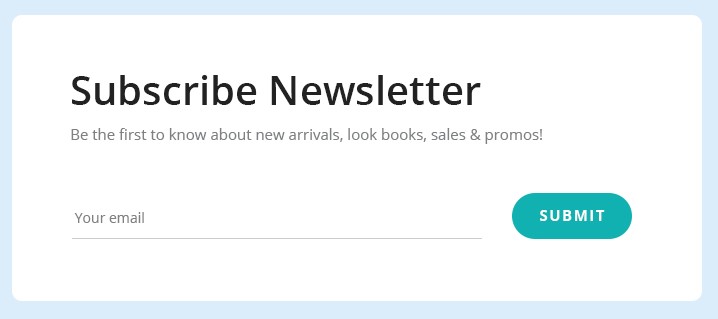 Subscribe Newsletter
Be the first to know about new arrivals, look books, sales & promos!
Your email
SUBMIT